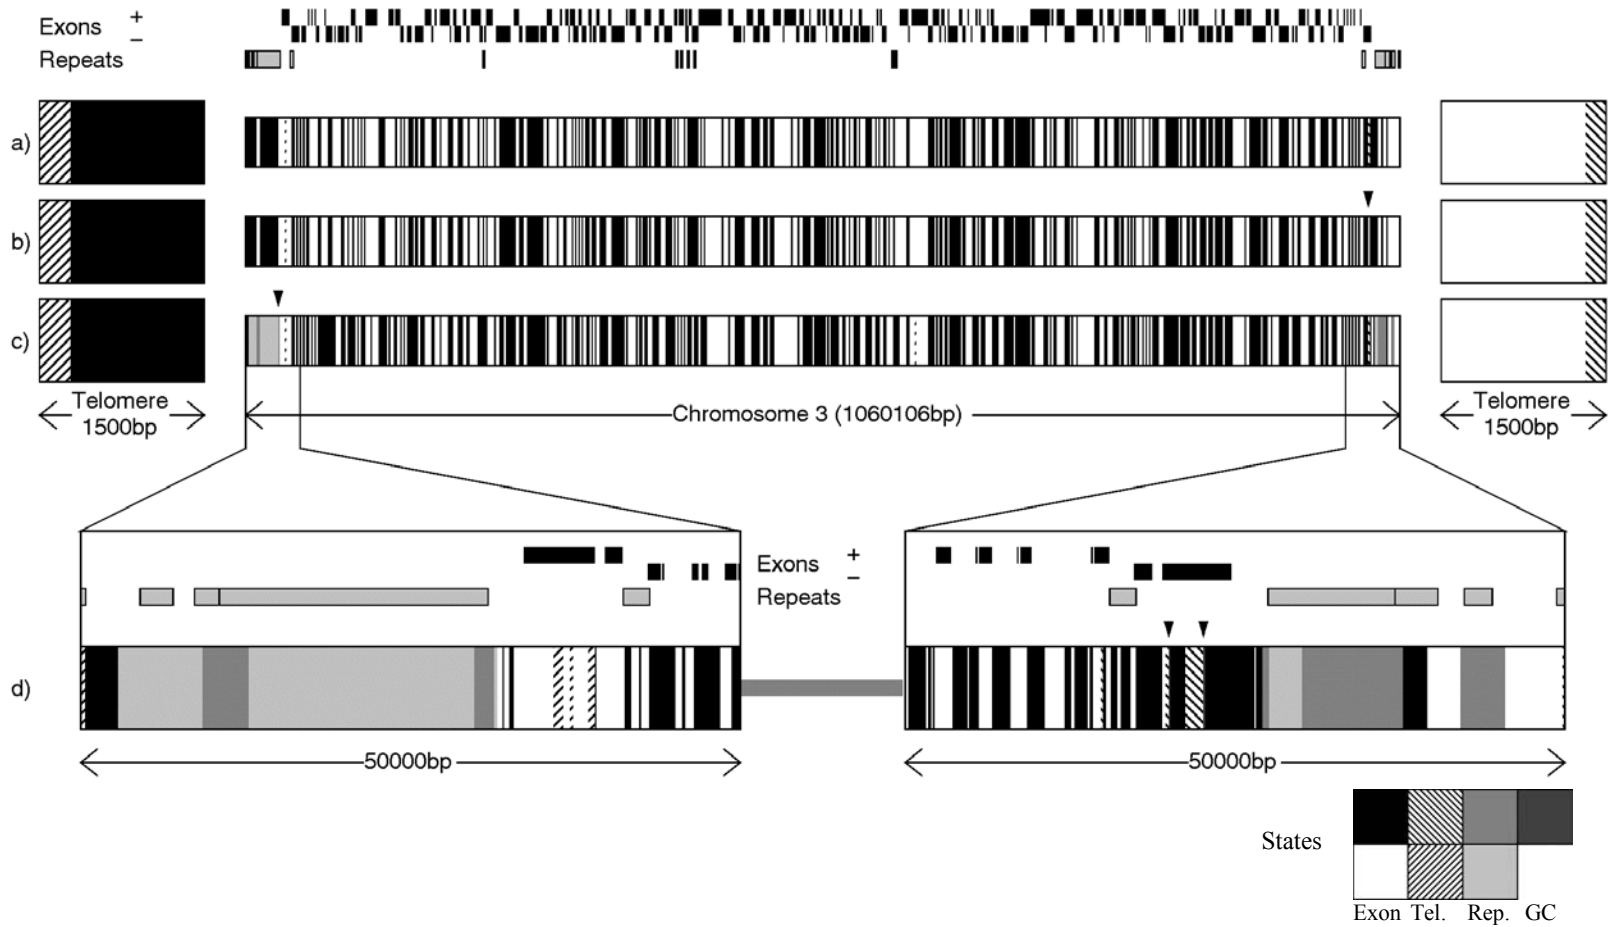 Exons +
−
Repeats
a)
b)
c)
Telomere
1500bp
Chromosome 3 (1060106bp)
Telomere
1500bp
Exons +
−
Repeats
d)
50000bp
50000bp
States
Exon Tel. Rep. GC